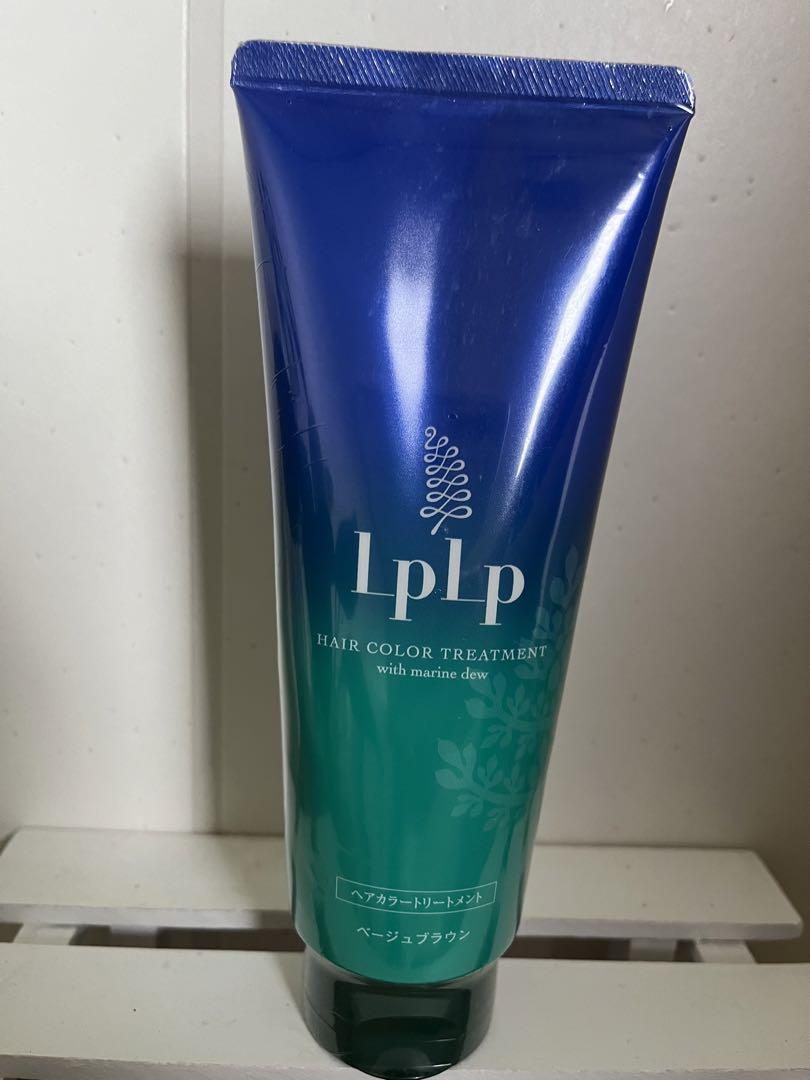 LpLp
HAIR COLOR TREATMENT
with marine dew
ヘアカラートリートメント
ベージュブラウン